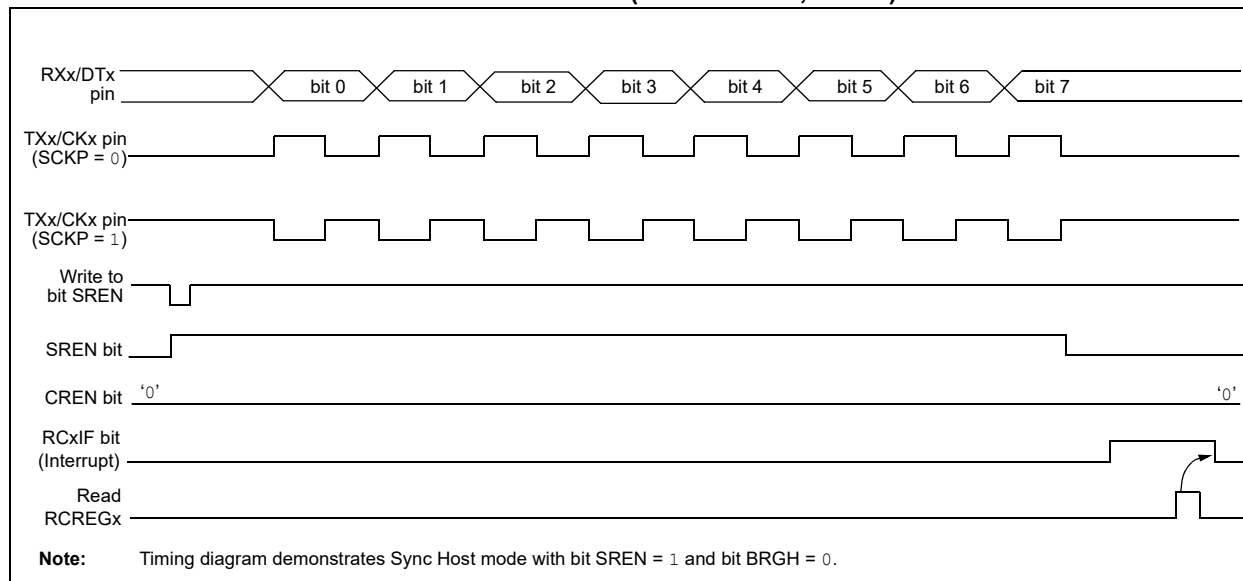 RXx/DTx
pin
bit 0 bit 1 bit 2 bit 3 bit 4 bit 5 bit 6 bit 7
TXx/CKx pin
(SCKP = 0)
TXx/CKx pin
(SCKP = 1)
Write to
bit SREN
SREN bit
CREN bit ‘0’ ‘0’
RCxIF bit
(Interrupt)
Read
RCREGx
Note: Timing diagram demonstrates Sync Host mode with bit SREN = 1 and bit BRGH = 0.